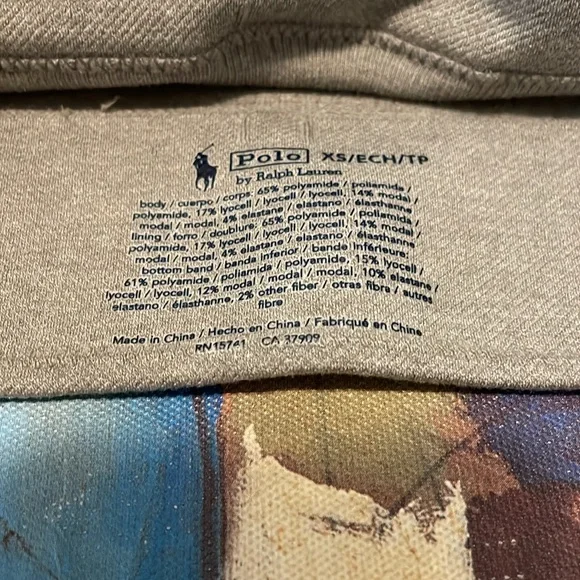 Polo XS/ECH/TP
by Ralph Lauren
body / cuerpo / corps: 65% polyamide / poliamida /
polyamide, 17% lyocell / lyocell / lyocell, 14% modal /
modal / modal, 4% elastane / elastano / élasthanne
lining / forro / doublure: 65% polyamide / poliamida
polyamide, 17% lyocell / lyocell / lyocell, 14% modal /
modal / modal, 4% elastane / elastano / élasthanne
bottom band / banda inferior / bande inférieure:
61% polyamide / poliamida / polyamide, 15% lyocell /
lyocell / lyocell, 12% modal / modal / modal, 10% elastane /
elastano / élasthanne, 2% other fiber / otras fibra / autres
fibre
Made in China / Hecho en China / Fabriqué en China
RN15741 CA 37909